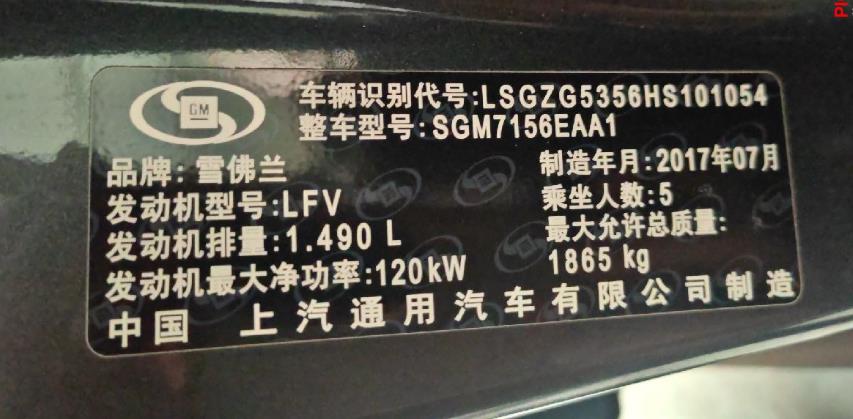 GM
车辆识别代号:LSGZG5356HS101054
整车型号:SGM7156EAA1
品牌:雪佛兰
制造年月:2017年07月
发动机型号:LFV
乘坐人数:5
发动机排量:1.490 L
最大允许总质量:
1865 kg
发动机最大净功率:120kW
中国 上汽通用汽车有限公司制造